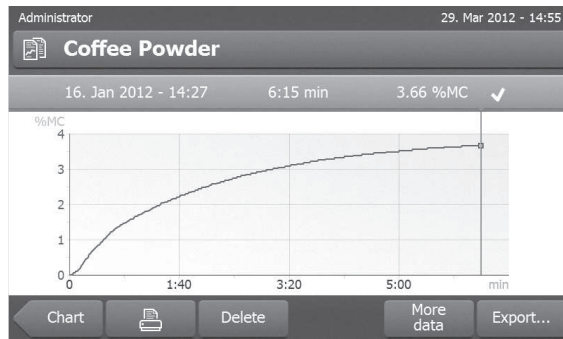 Administrator 29. Mar 2012 - 14:55
Coffee Powder
16. Jan 2012 - 14:27 6:15 min 3.66 %MC
%MC
4
3
2
1
0
0 1:40 3:20 5:00 min
Chart Delete More data Export...